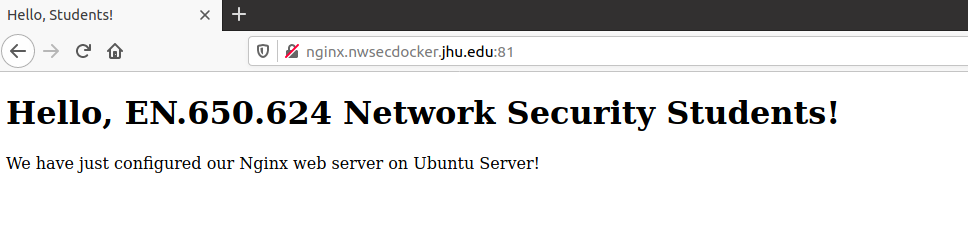 Hello, Students!
nginx.nwsecdocker.jhu.edu:81
Hello, EN.650.624 Network Security Students!
We have just configured our Nginx web server on Ubuntu Server!